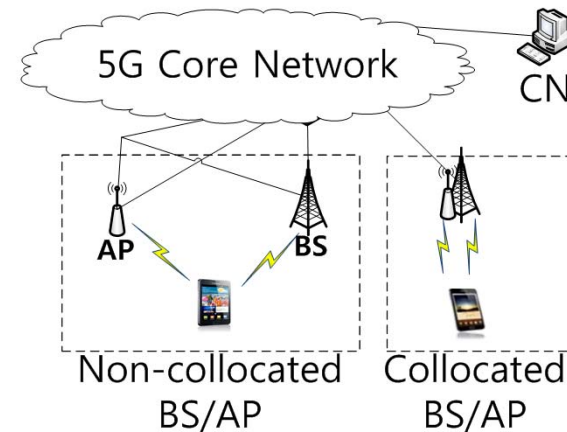 5G Core Network
CN
AP
BS
Non-collocated
BS/AP
Collocated
BS/AP